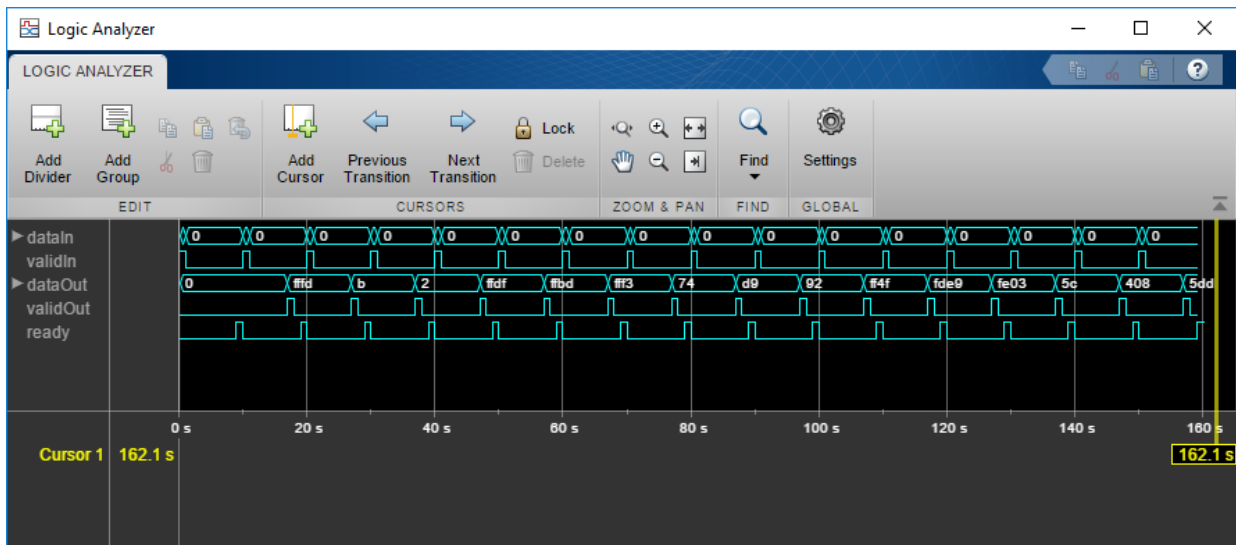 Logic Analyzer
LOGIC ANALYZER
Add Divider
Add Group
Add Cursor
Previous Transition
Next Transition
Lock
Delete
Find
Settings
EDIT
CURSORS
ZOOM & PAN
FIND
GLOBAL
dataIn 0 0 0 0 0 0 0 0 0 0 0 0 0 0 0 0
validIn
dataOut 0 fffd b 2 ffdf ffbd fff3 74 d9 92 ff4f fde9 fe03 5c 408 5dd
validOut
ready
0 s 20 s 40 s 60 s 80 s 100 s 120 s 140 s 160 s
Cursor 1 162.1 s 162.1 s